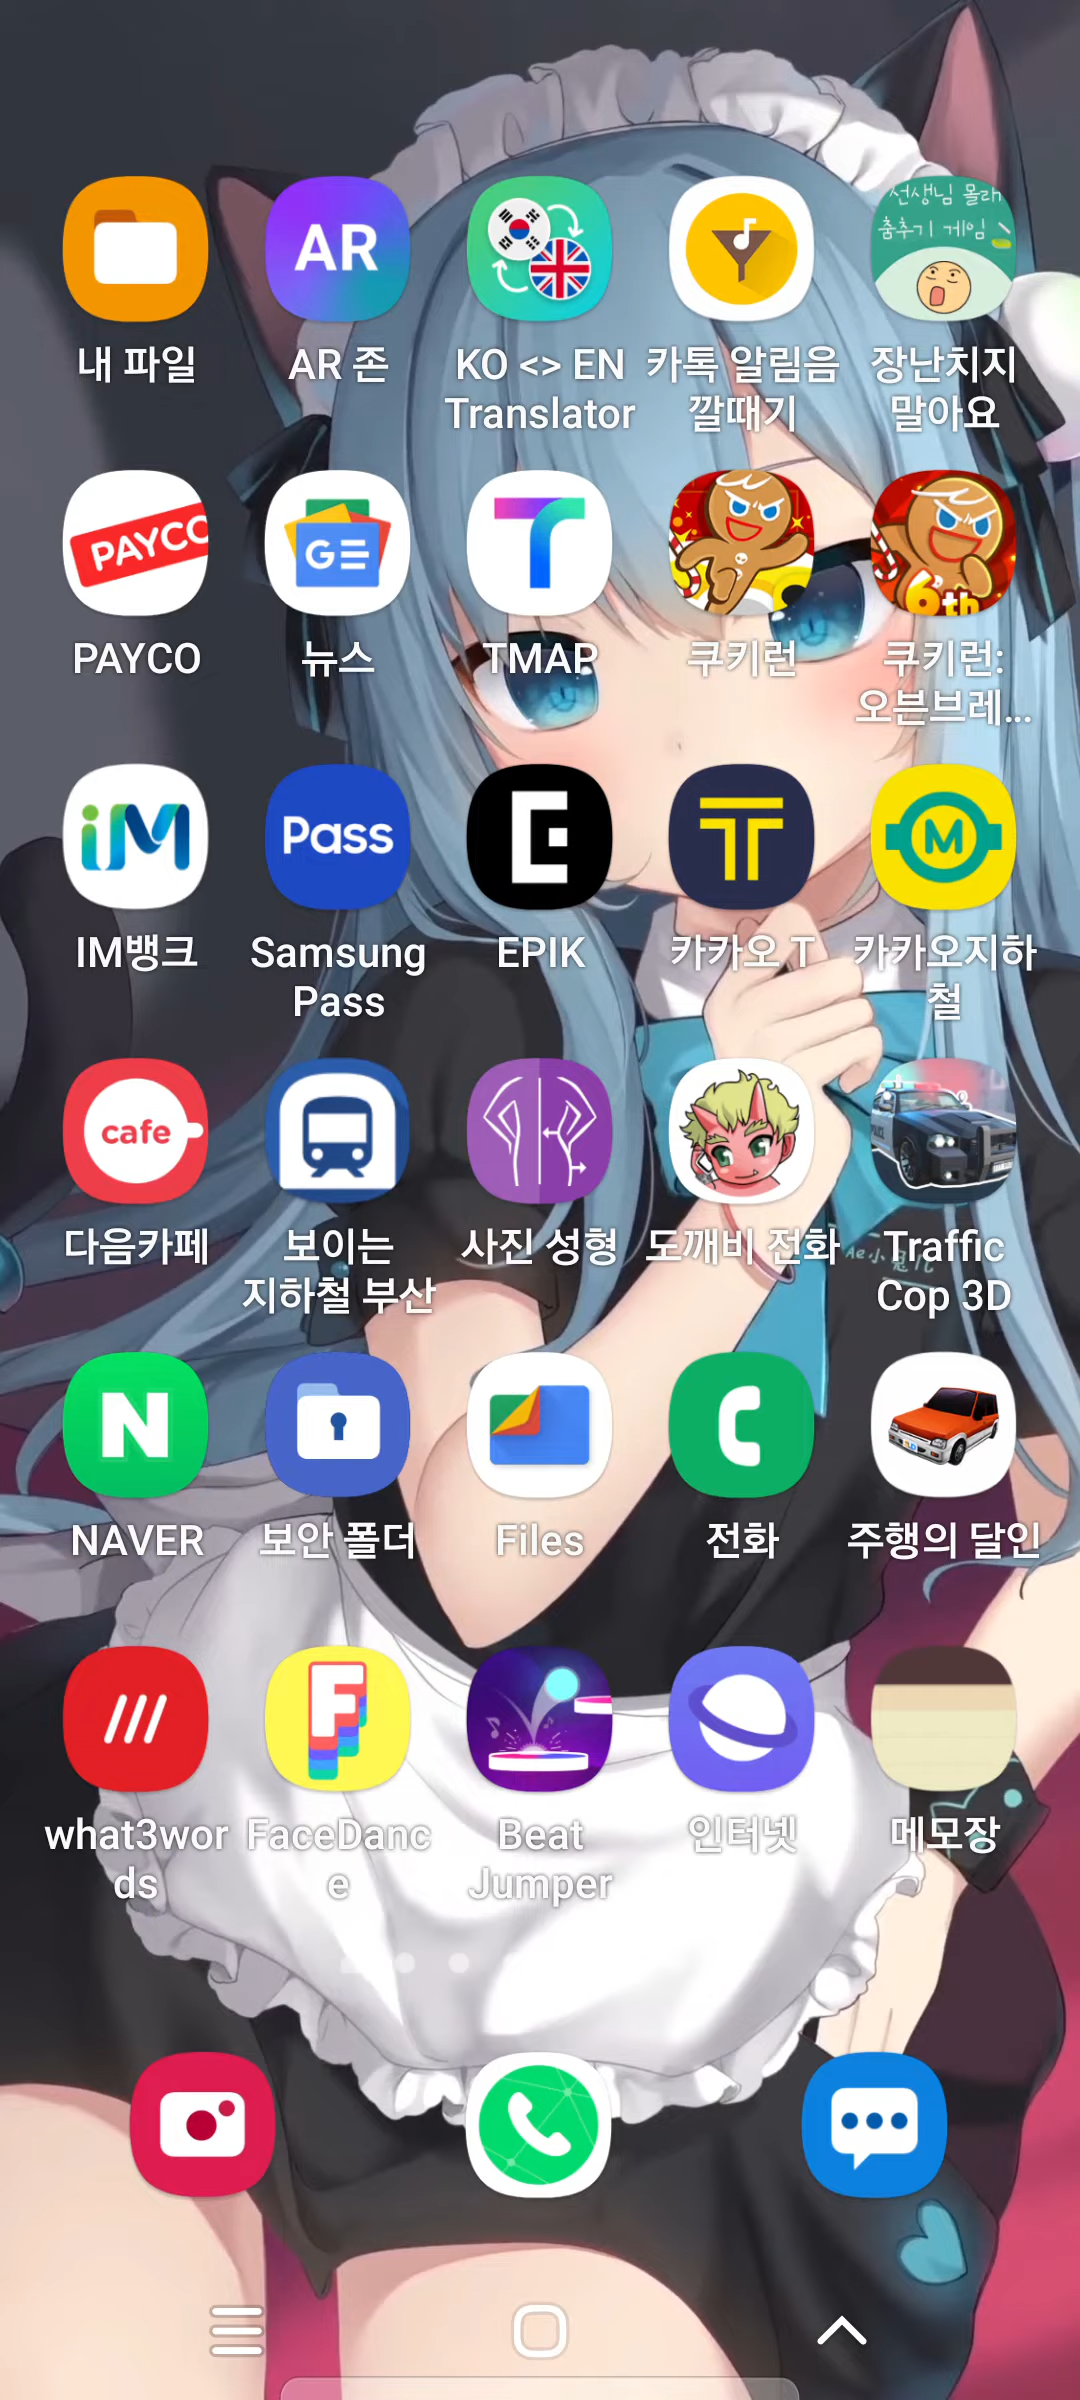 선생님 몰래
춤추기 게임
AR
내 파일
AR 존
KO <> EN
Translator
카톡 알림음
깔때기
장난치지
말아요
PAYCO
GE
T
6th
PAYCO
뉴스
TMAP
쿠키런
쿠키런:
오븐브레...
iM
Pass
E
T
M
IM뱅크
Samsung
Pass
EPIK
카카오 T
카카오지하
철
cafe
다음카페
보이는
지하철 부산
사진 성형
도깨비 전화
Traffic
Cop 3D
N
NAVER
보안 폴더
Files
전화
주행의 달인
F
what3wor
ds
FaceDanc
e
Beat
Jumper
인터넷
메모장